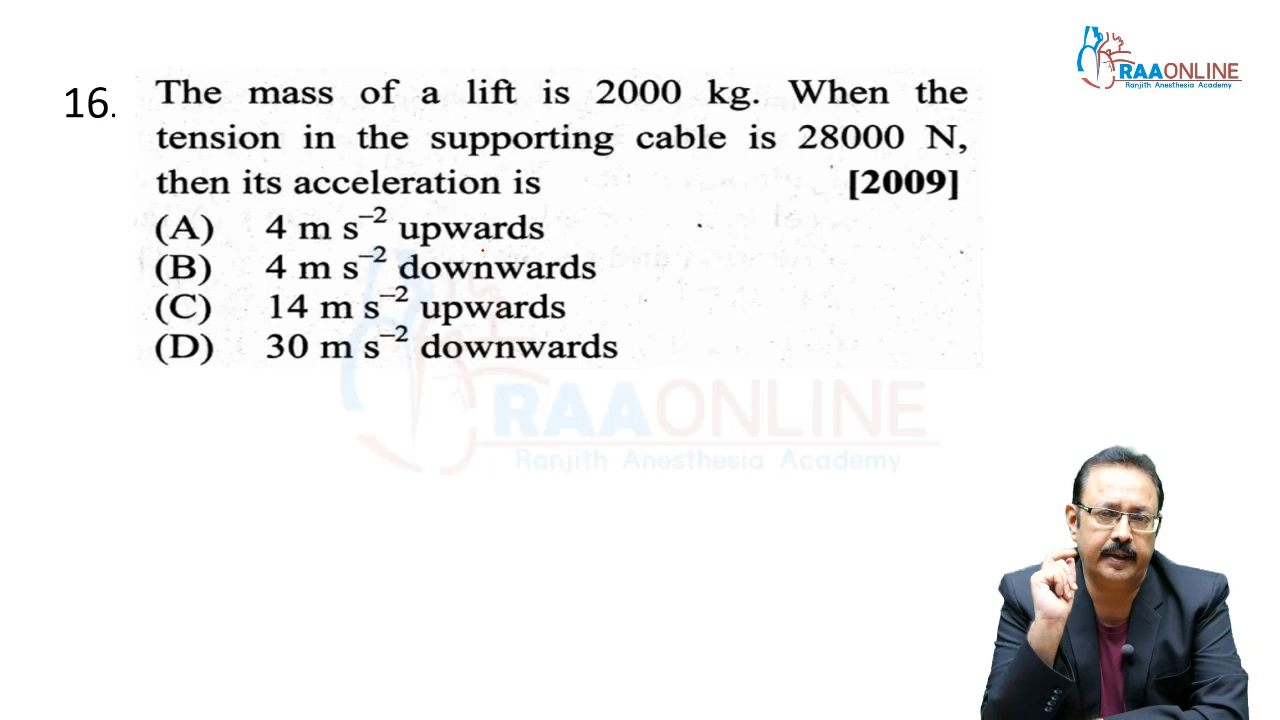 RAAONLINE
Ranjith Anesthesia Academy
16. The mass of a lift is 2000 kg. When the
tension in the supporting cable is 28000 N,
then its acceleration is [2009]
(A) 4 m s⁻² upwards
(B) 4 m s⁻² downwards
(C) 14 m s⁻² upwards
(D) 30 m s⁻² downwards
RAAONLINE
Ranjith Anesthesia Academy